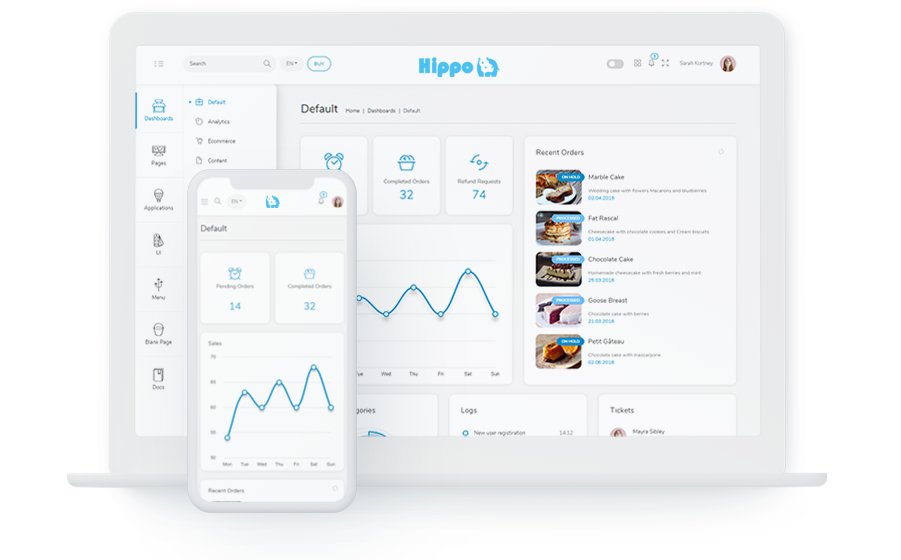 Search
EN
BUY
Hippo
2
Sarah Kortney
Dashboards
Pages
Applications
UI
Menu
Blank Page
Docs
Default
Analytics
Ecommerce
Content
Default
Home | Dashboards | Default
Completed Orders
32
Refund Requests
74
Recent Orders
ON HOLD
Marble Cake
Wedding cake with flowers Macarons and blueberries
02.04.2018
PROCESSED
Fat Rascal
Cheesecake with chocolate cookies and Cream biscuits
01.04.2018
PROCESSED
Chocolate Cake
Homemade cheesecake with fresh berries and mint
29.03.2018
PROCESSED
Goose Breast
Chocolate cake with berries
21.03.2018
ON HOLD
Petit Gâteau
Chocolate cake with mascarpone
02.06.2018
ue Wed Thu Fri Sat Sun
gories
Logs
New user registration 14:12
Tickets
Mayra Sibley
EN
Default
Pending Orders
14
Completed Orders
32
Sales
70
50
Mon Tue Wed Thu Fri Sat Sun
Recent Orders